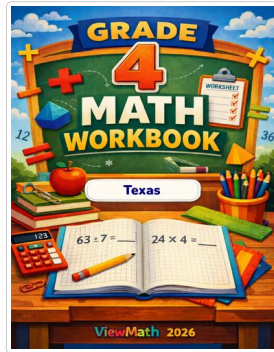 GRADE
4
WORKSHEET
MATH
WORKBOOK
12
36
Texas
123
63 ÷ 7 = ___
24 × 4 = ___
ViewMath 2026